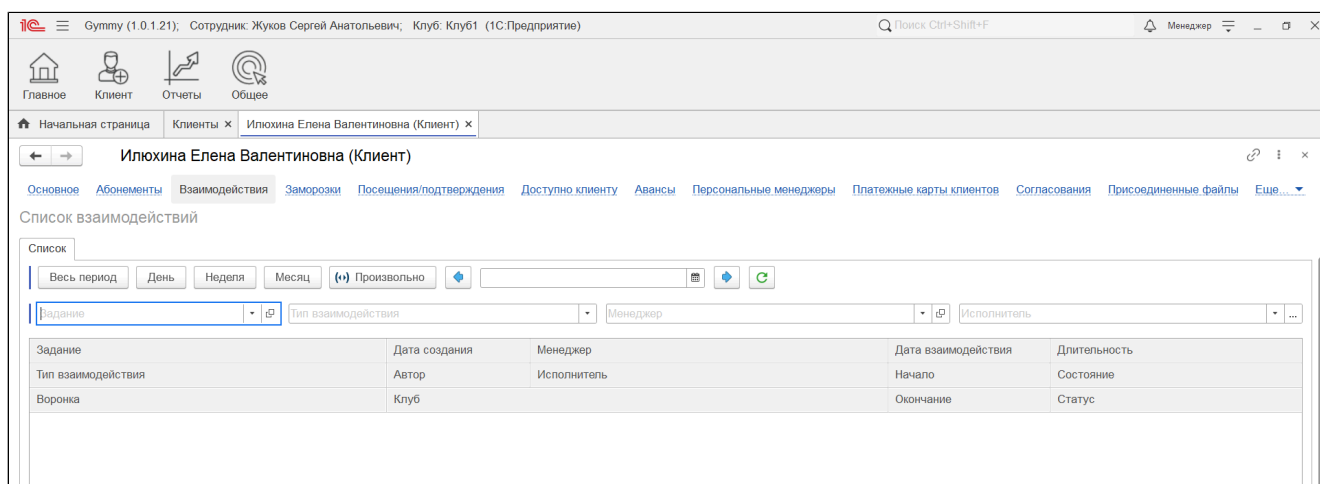 1С Gymmy (1.0.1.21); Сотрудник: Жуков Сергей Анатольевич; Клуб: Клуб1 (1С:Предприятие) Поиск Ctrl+Shift+F Менеджер
Главное Клиент Отчеты Общее
Начальная страница Клиенты × Илюхина Елена Валентиновна (Клиент) ×
Илюхина Елена Валентиновна (Клиент)
Основное Абонементы Взаимодействия Заморозки Посещения/подтверждения Доступно клиенту Авансы Персональные менеджеры Платежные карты клиентов Согласования Присоединенные файлы Еще...
Список взаимодействий
Список
Весь период День Неделя Месяц Произвольно
Задание Тип взаимодействия Менеджер Исполнитель ...
Задание Дата создания Менеджер Дата взаимодействия Длительность
Тип взаимодействия Автор Исполнитель Начало Состояние
Воронка Клуб Окончание Статус